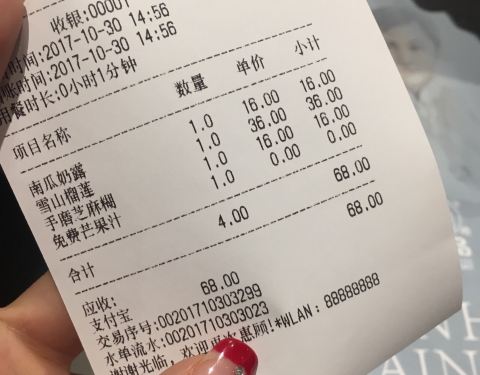 收银:00001
时间:2017-10-30 14:56
时间:2017-10-30 14:56
用餐时长:0小时1分钟
项目名称 数量 单价 小计
南瓜奶露 1.0 16.00 16.00
雪山榴莲 1.0 36.00 36.00
手磨芝麻糊 1.0 16.00 16.00
免费芒果汁 1.0 0.00 0.00
合计 4.00 68.00
应收: 68.00
支付宝 68.00
交易序号:00201710303299
水单流水:00201710303023
谢谢光临,欢迎再次惠顾!*WLAN: 88888888
NH
AIN